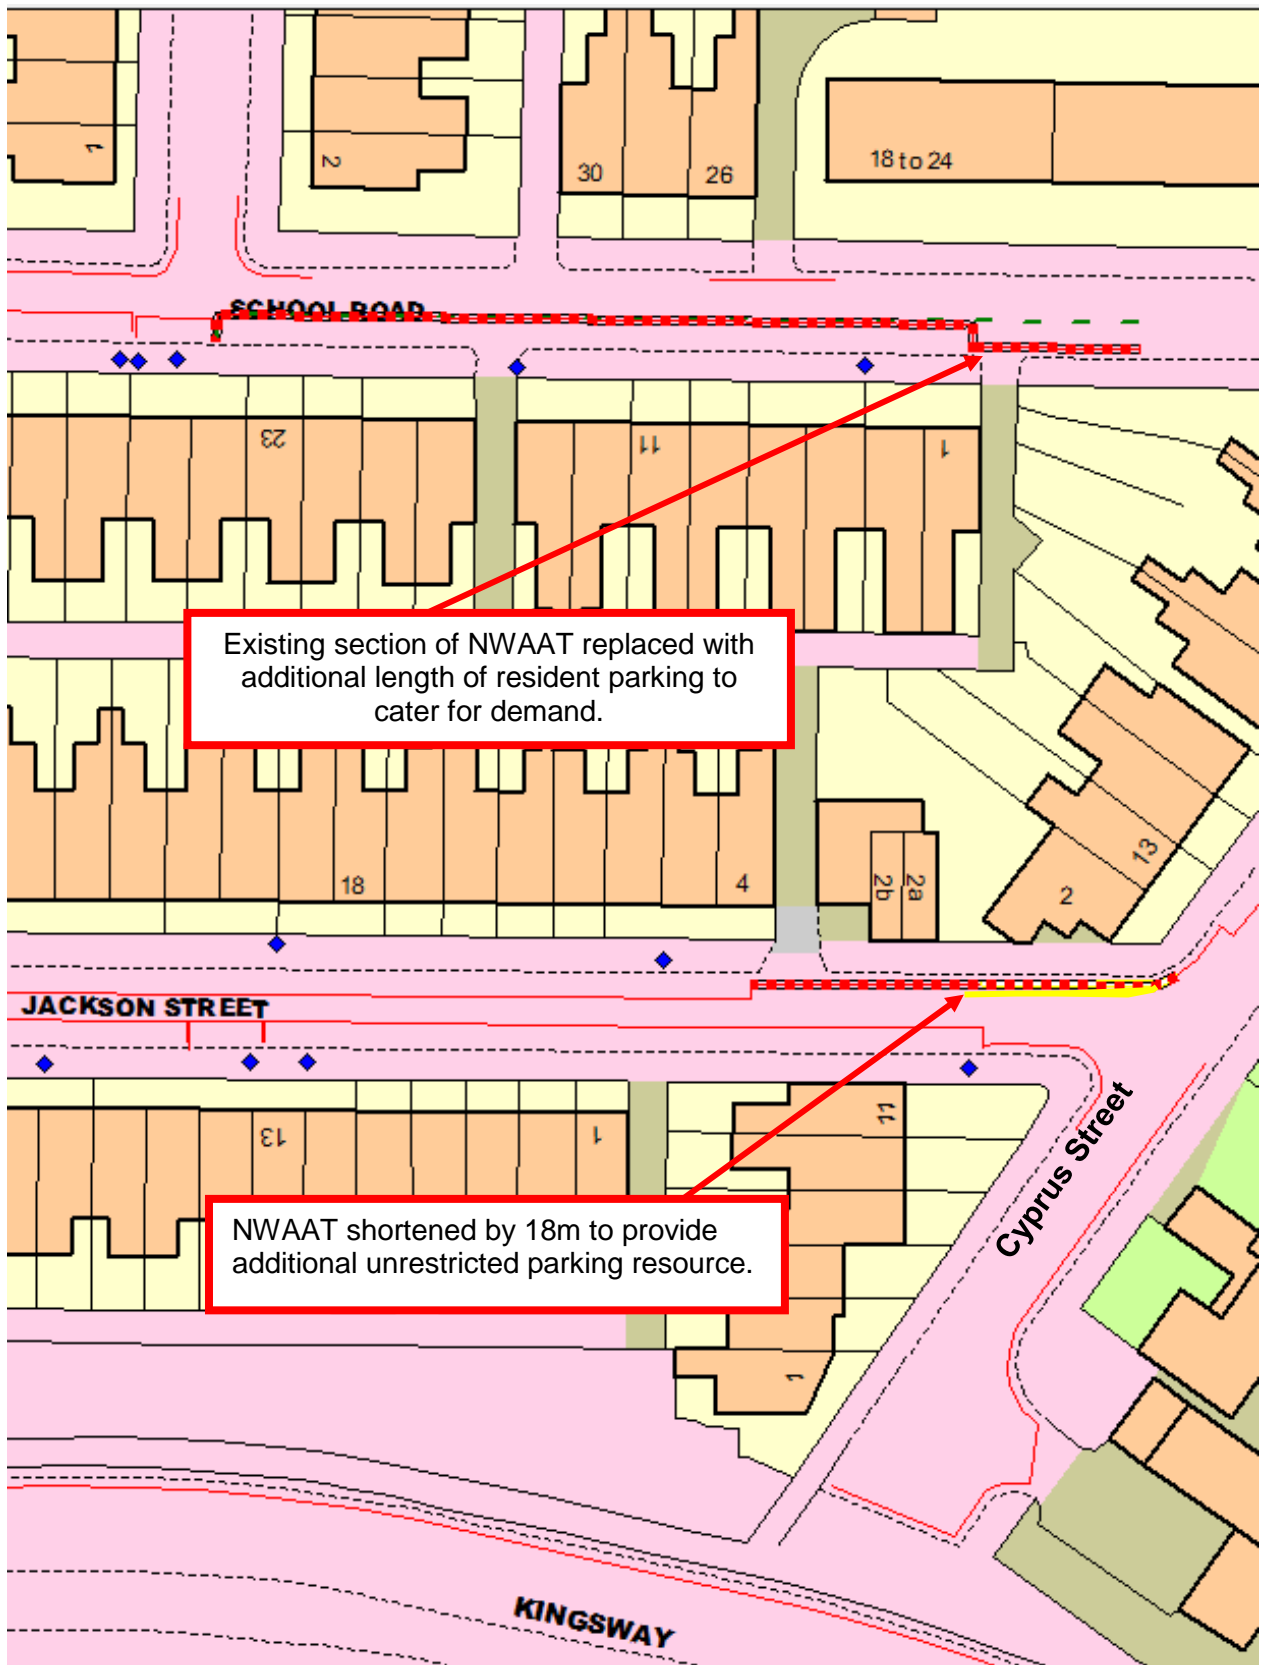 1
2
30
26
18 to 24
SCHOOL ROAD
23
11
1
Existing section of NWAAT replaced with
additional length of resident parking to
cater for demand.
18
4
2b
2a
2
13
JACKSON STREET
13
1
11
Cyprus Street
NWAAT shortened by 18m to provide
additional unrestricted parking resource.
1
KINGSWAY